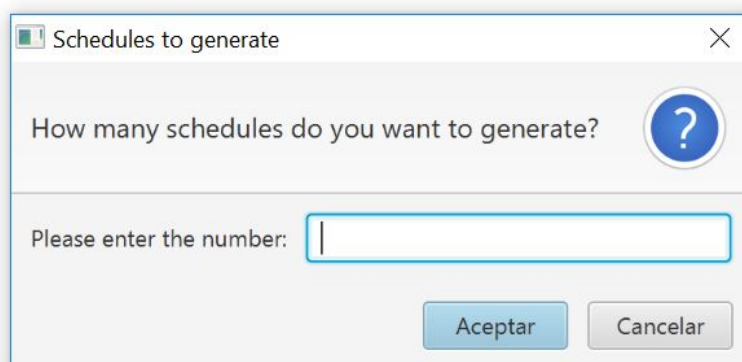 Schedules to generate
How many schedules do you want to generate?
?
Please enter the number:
Aceptar Cancelar